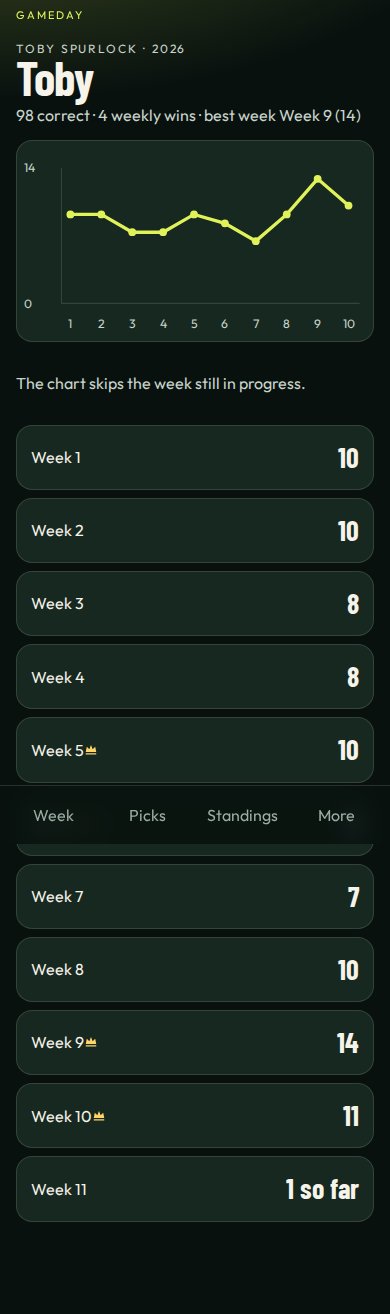 GAMEDAY
TOBY SPURLOCK · 2026
Toby
98 correct · 4 weekly wins · best week Week 9 (14)
14
0
1 2 3 4 5 6 7 8 9 10
The chart skips the week still in progress.
Week 1 10
Week 2 10
Week 3 8
Week 4 8
Week 5 10
Week Picks Standings More
Week 7 7
Week 8 10
Week 9 14
Week 10 11
Week 11 1 so far